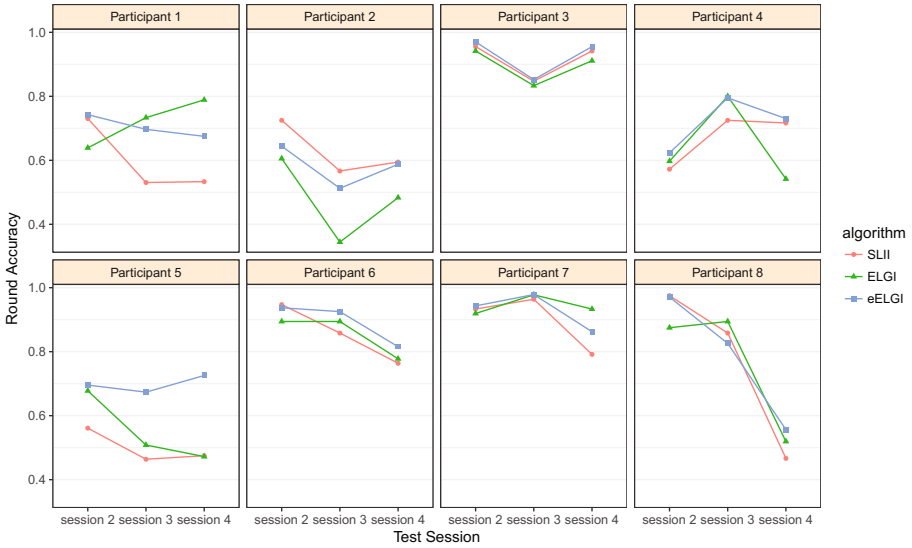 Participant 1
Participant 2
Participant 3
Participant 4
1.0
0.8
0.6
0.4
Participant 5
Participant 6
Participant 7
Participant 8
1.0
0.8
0.6
0.4
session 2 session 3 session 4
session 2 session 3 session 4
session 2 session 3 session 4
session 2 session 3 session 4
Test Session
Round Accuracy
algorithm
SLII
ELGI
eELGI